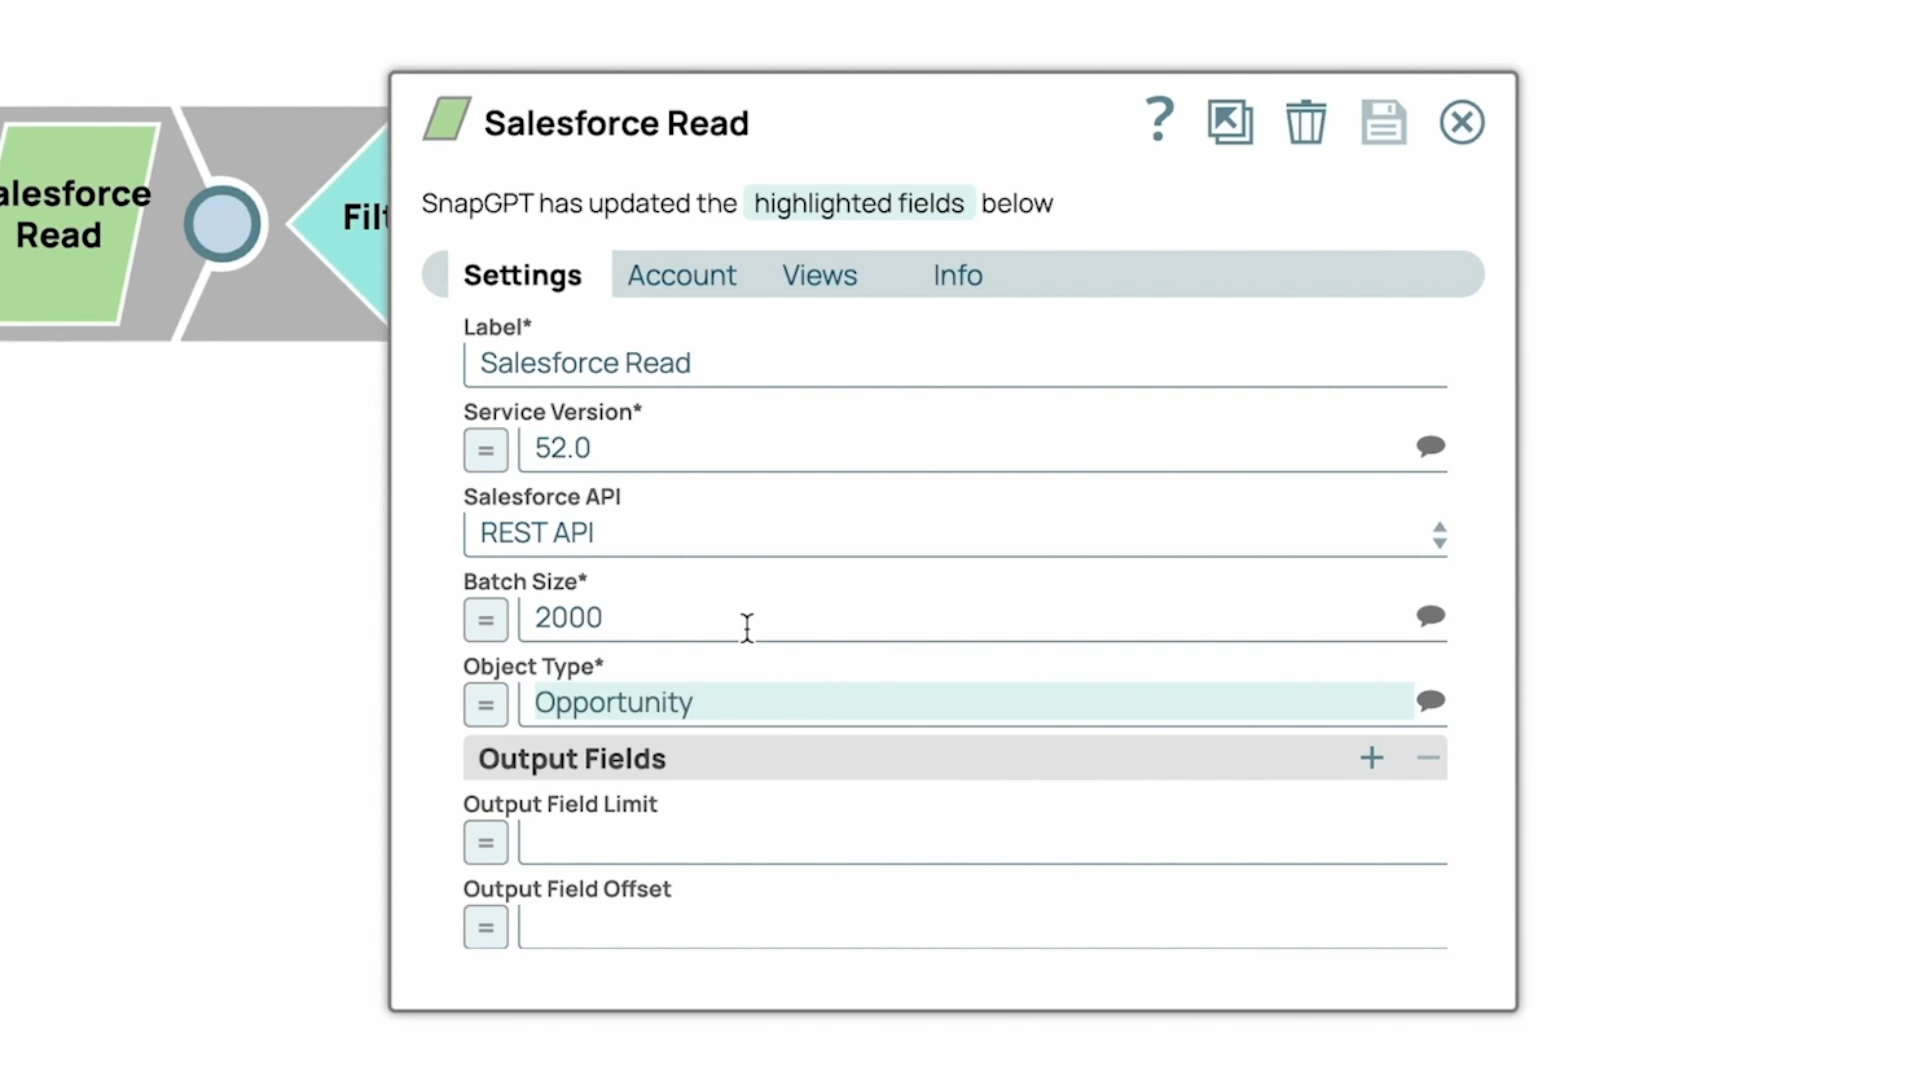 Salesforce Read
SnapGPT has updated the highlighted fields below
alesforce
Read
Filt
Settings Account Views Info
Label*
Salesforce Read
Service Version*
= 52.0
Salesforce API
REST API
Batch Size*
= 2000
Object Type*
= Opportunity
Output Fields + −
Output Field Limit
=
Output Field Offset
=